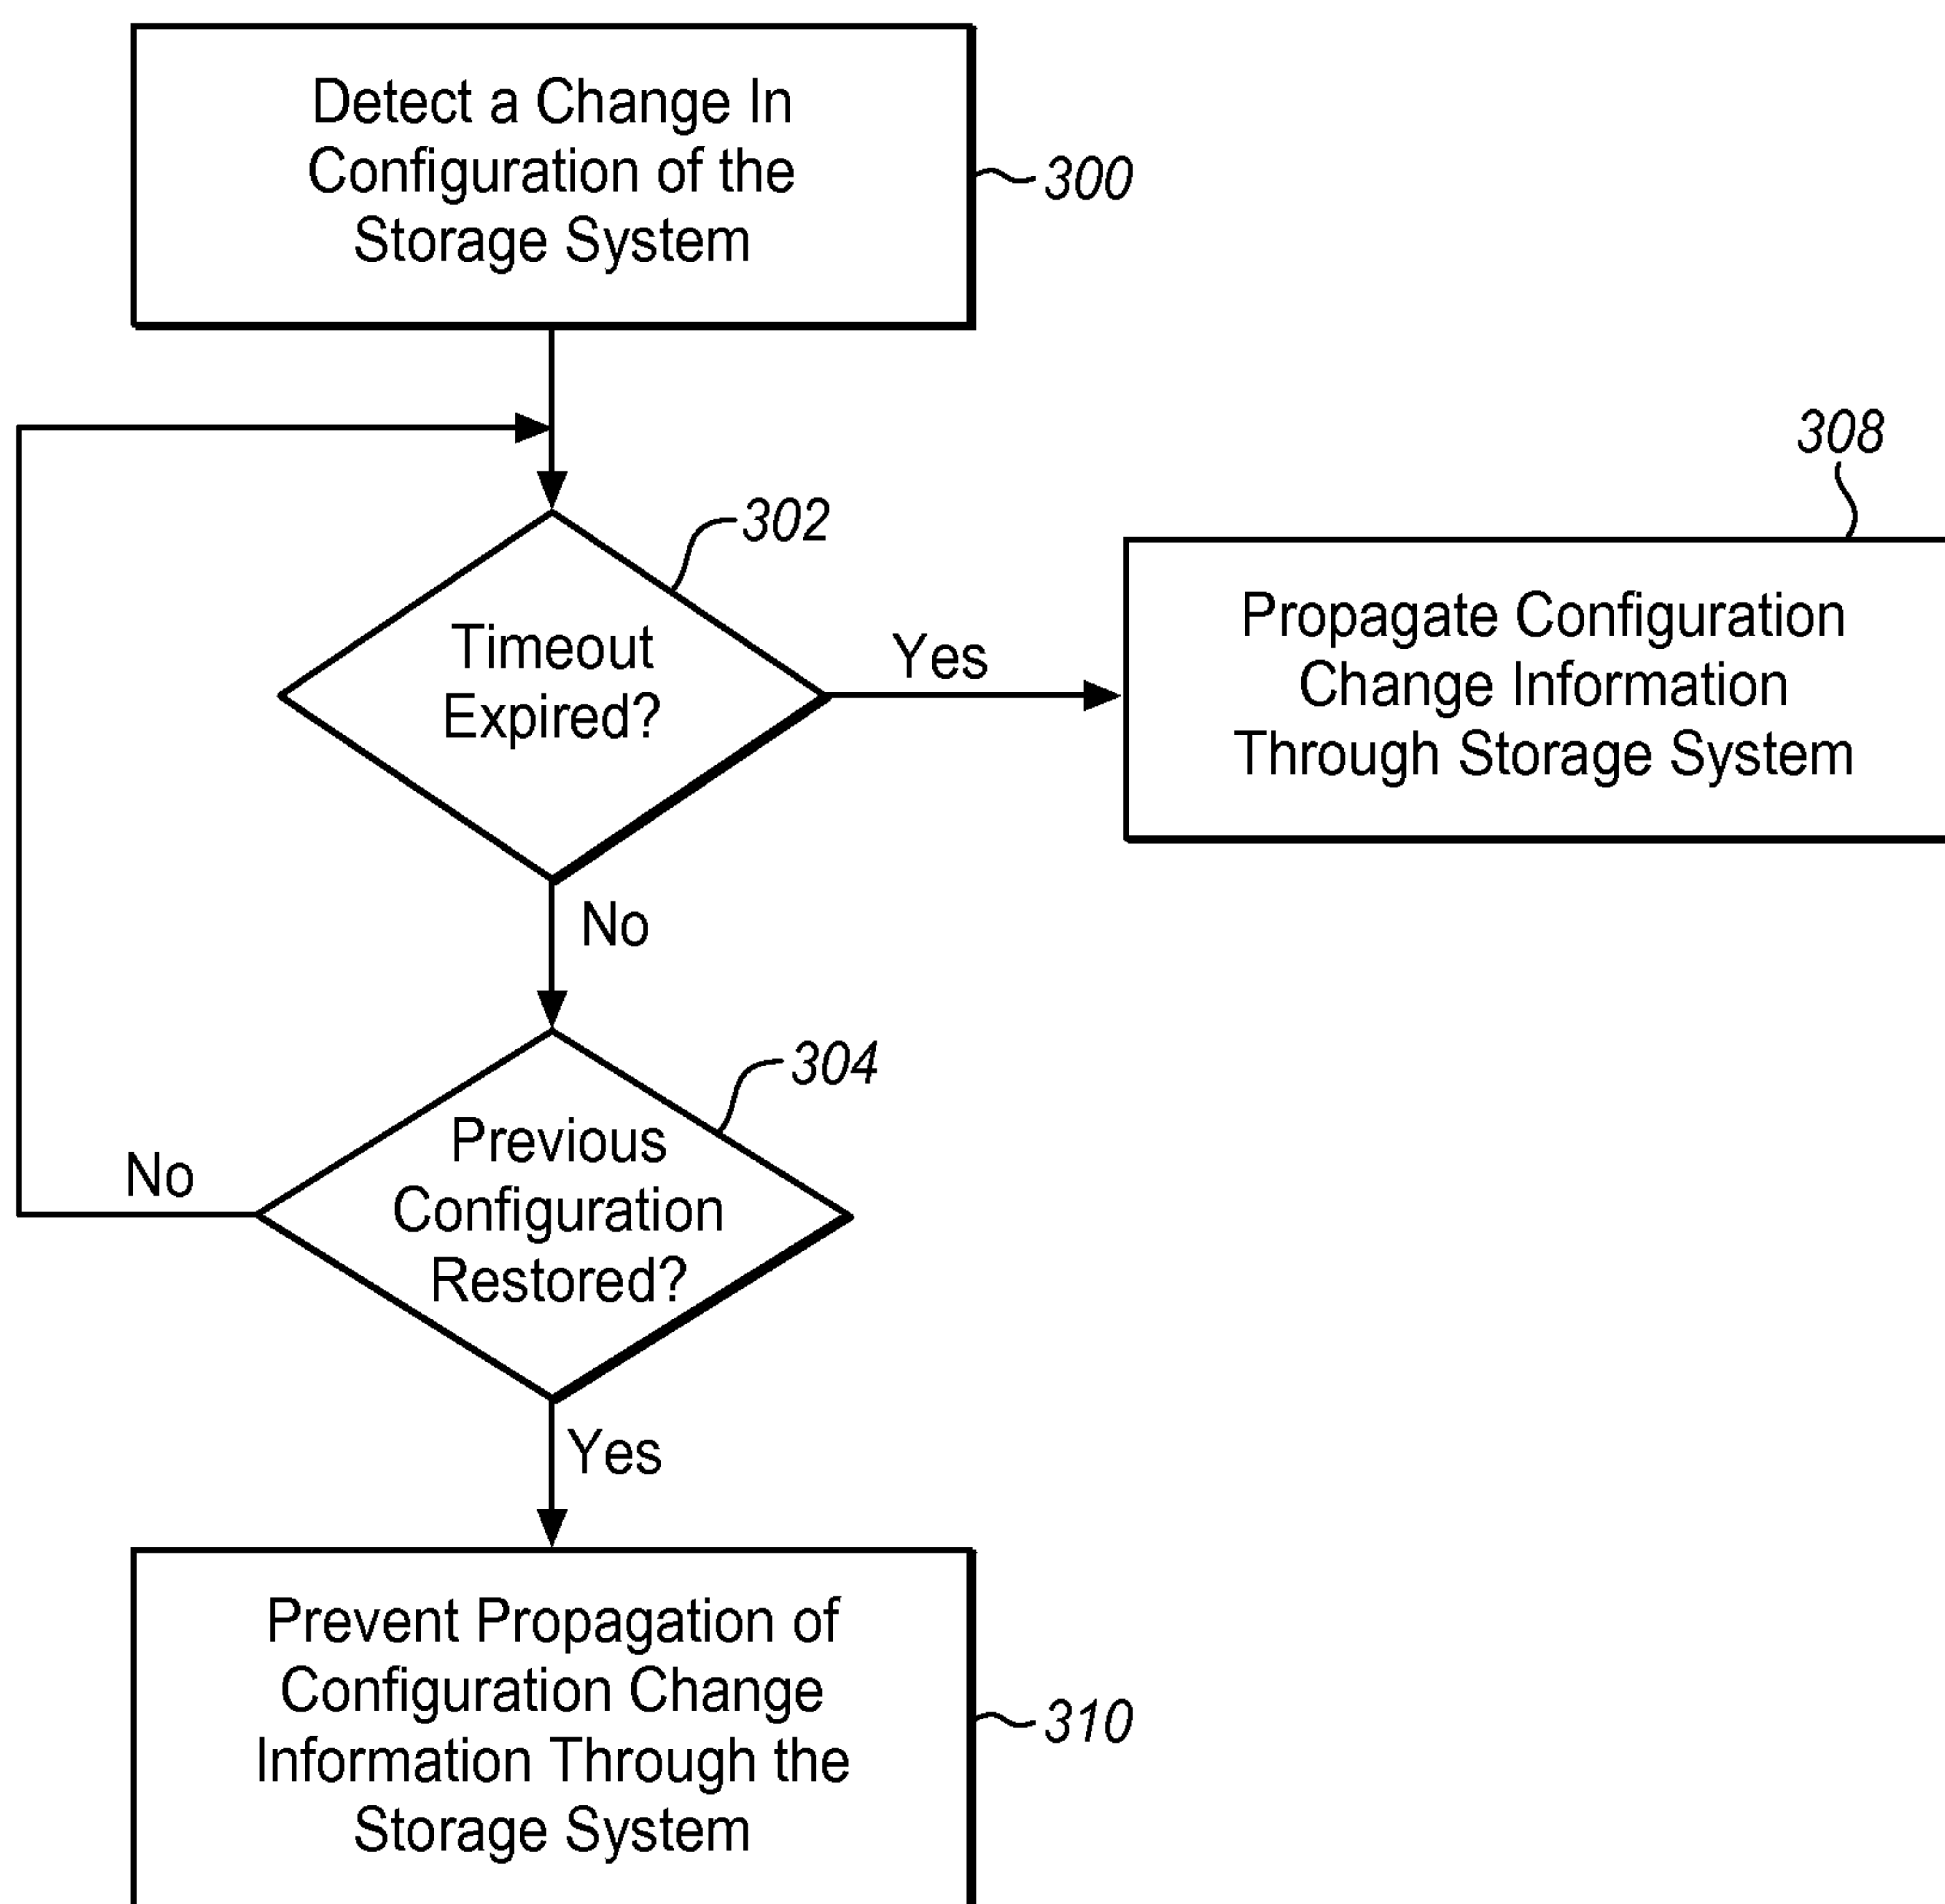 Detect a Change In
Configuration of the
Storage System
300
308
302
Timeout
Expired?
Yes
Propagate Configuration
Change Information
Through Storage System
No
304
Previous
Configuration
Restored?
No
Yes
Prevent Propagation of
Configuration Change
Information Through the
Storage System
310